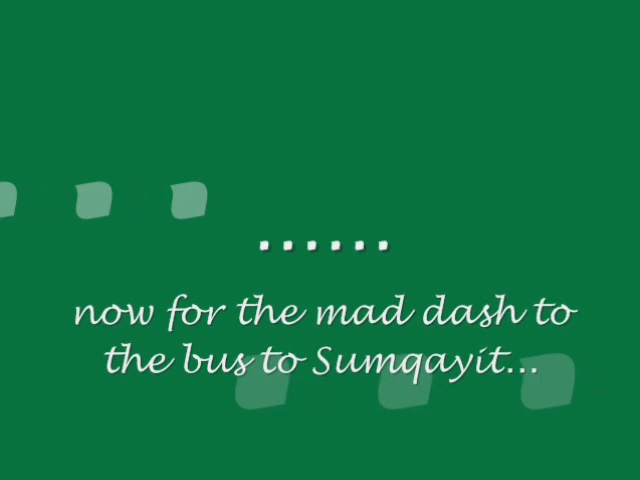 ......
now for the mad dash to
the bus to Sumqayit...